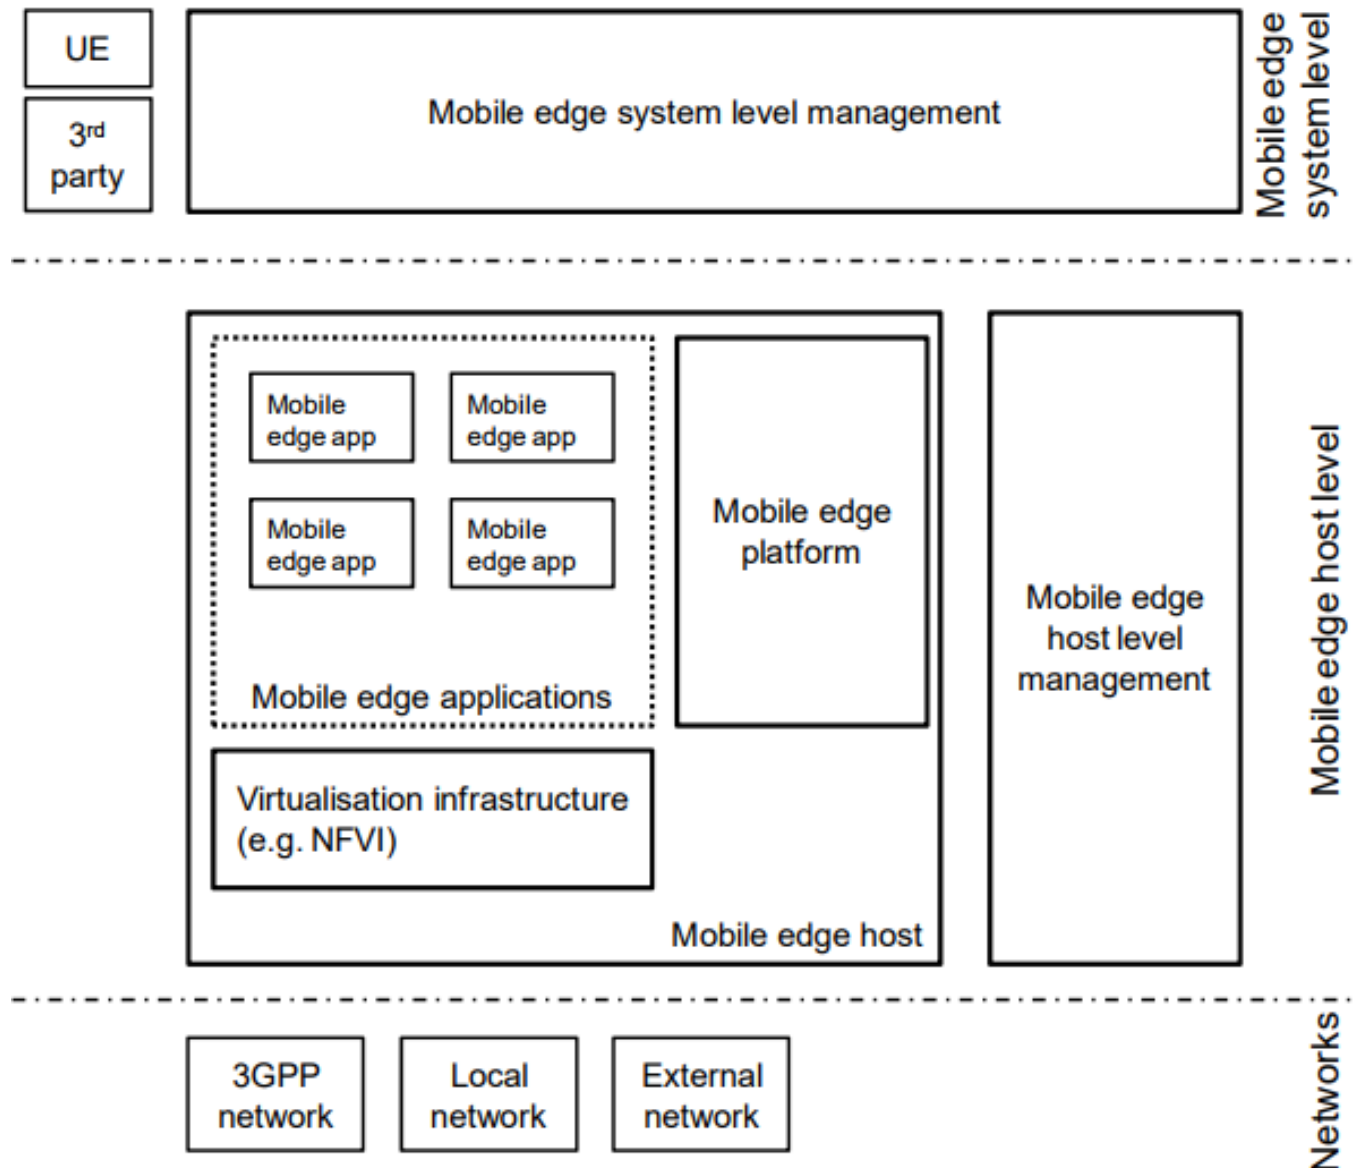 UE
3rd
party
Mobile edge system level management
Mobile edge
system level
Mobile
edge app
Mobile
edge app
Mobile
edge app
Mobile
edge app
Mobile edge applications
Mobile edge
platform
Virtualisation infrastructure
(e.g. NFVI)
Mobile edge host
Mobile edge
host level
management
Mobile edge host level
3GPP
network
Local
network
External
network
Networks